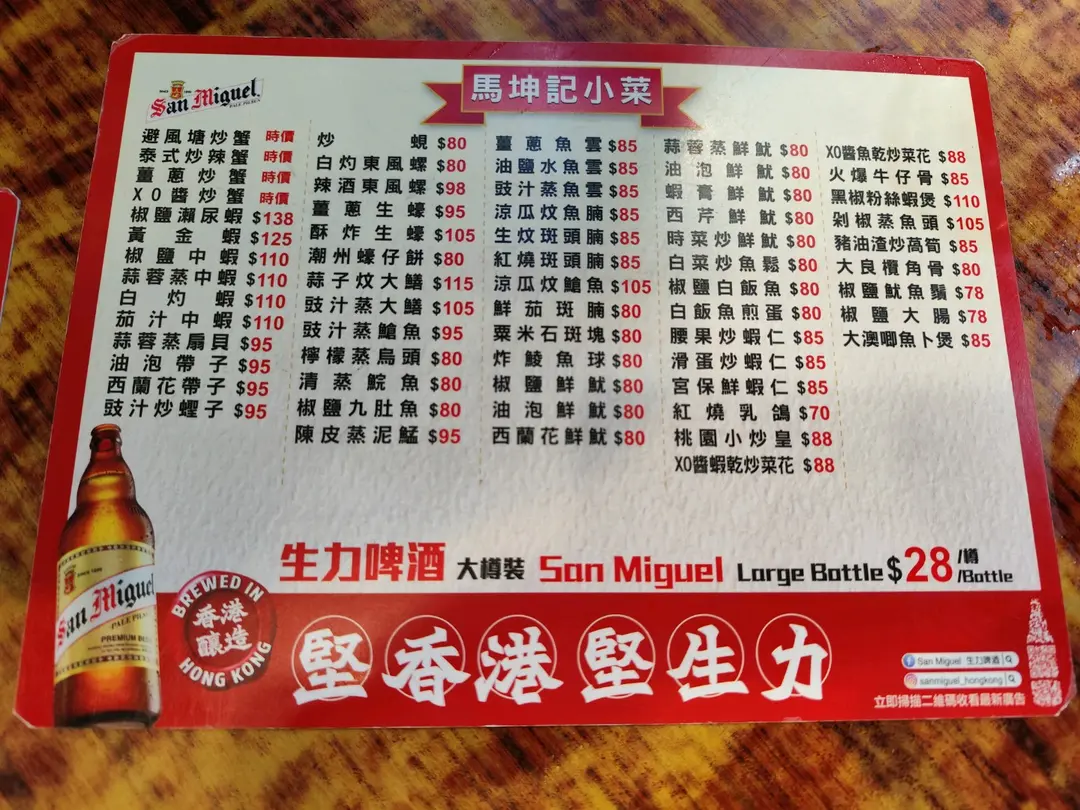 San Miguel
PALE PILSEN
馬坤記小菜
避風塘炒蟹 時價
泰式炒辣蟹 時價
薑蔥炒蟹 時價
XO醬炒蟹 時價
椒鹽瀨尿蝦 $138
黃金蝦 $125
椒鹽中蝦 $110
蒜蓉蒸中蝦 $110
白灼蝦 $110
茄汁中蝦 $110
蒜蓉蒸扇貝 $95
油泡帶子 $95
西蘭花帶子 $95
豉汁炒蟶子 $95
炒蜆 $80
白灼東風螺 $80
辣酒東風螺 $98
薑蔥生蠔 $95
酥炸生蠔 $105
潮州蠔仔餅 $80
蒜子炆大鱔 $115
豉汁蒸大鱔 $105
豉汁蒸鯧魚 $95
檸檬蒸烏頭 $80
清蒸鯇魚 $80
椒鹽九肚魚 $80
陳皮蒸泥鯭 $95
薑蔥魚雲 $85
油鹽水魚雲 $85
豉汁蒸魚雲 $85
涼瓜炆魚腩 $85
生炆斑頭腩 $85
紅燒斑頭腩 $85
涼瓜炆鯧魚 $105
鮮茄斑腩 $80
粟米石斑塊 $80
炸鯪魚球 $80
椒鹽鮮魷 $80
油泡鮮魷 $80
西蘭花鮮魷 $80
蒜蓉蒸鮮魷 $80
油泡鮮魷 $80
蝦膏鮮魷 $80
西芹鮮魷 $80
時菜炒鮮魷 $80
白菜炒魚鬆 $80
椒鹽白飯魚 $80
白飯魚煎蛋 $80
腰果炒蝦仁 $85
滑蛋炒蝦仁 $85
宮保鮮蝦仁 $85
紅燒乳鴿 $70
桃園小炒皇 $88
XO醬蝦乾炒菜花 $88
XO醬魚乾炒菜花 $88
火爆牛仔骨 $85
黑椒粉絲蝦煲 $110
剁椒蒸魚頭 $105
豬油渣炒萵筍 $85
大良欖角骨 $80
椒鹽魷魚鬚 $78
椒鹽大腸 $78
大澳唧魚卜煲 $85
生力啤酒 大樽裝 San Miguel Large Bottle $28 /樽
/Bottle
San Miguel
PALE PILSEN
BREWED IN
香港
釀造
HONG KONG
堅香港 堅生力
San Miguel 生力啤酒
sanmiguel_hongkong
立即掃描二維碼收看最新廣告